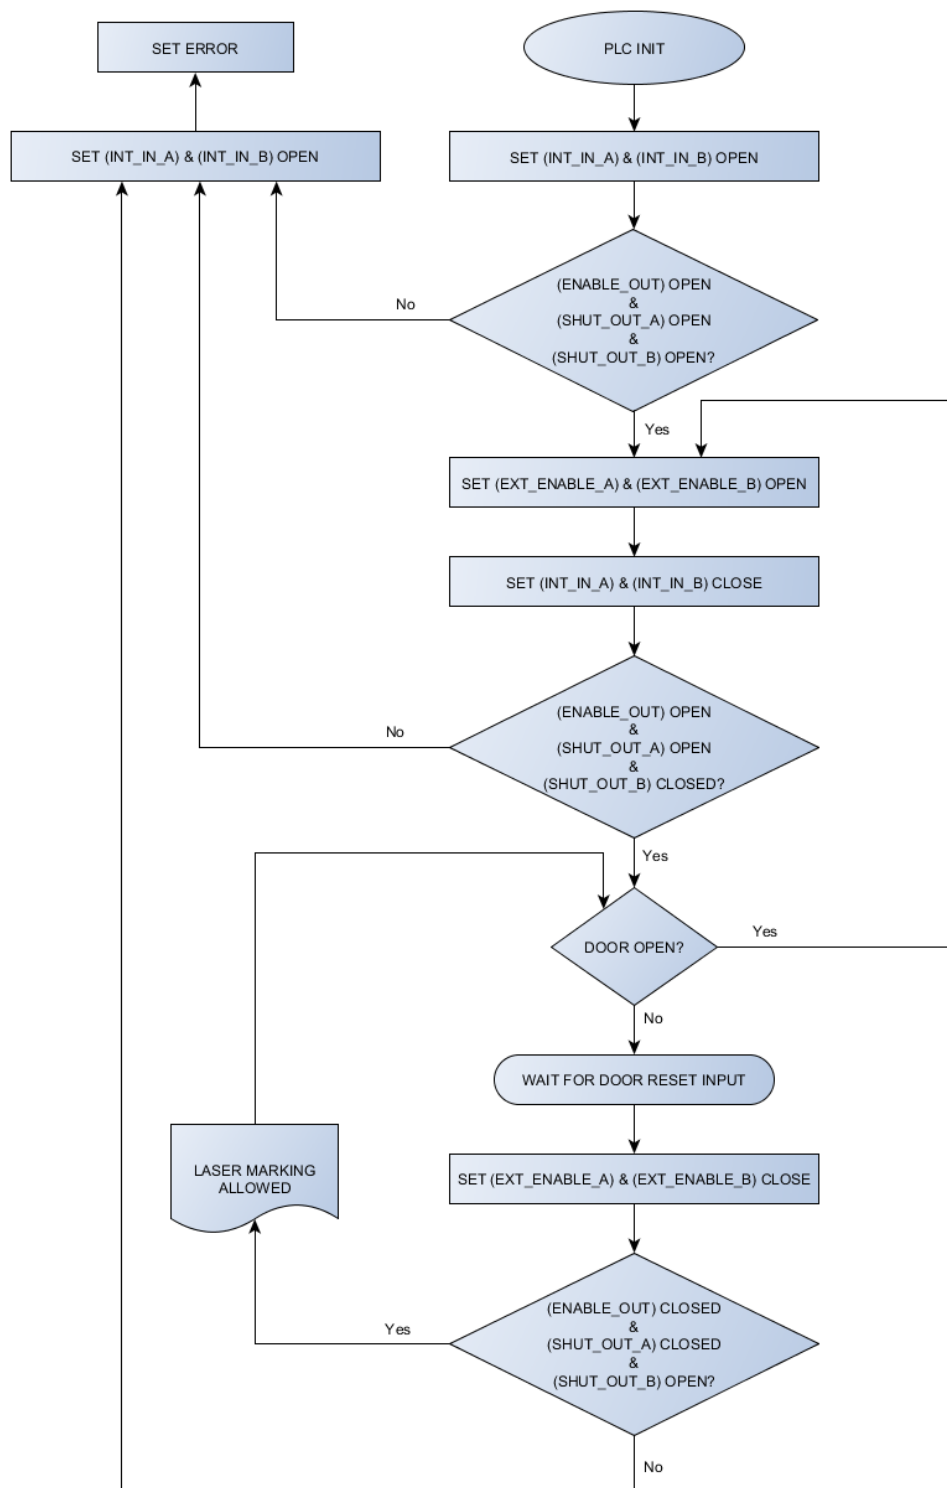 SET ERROR
PLC INIT
SET (INT_IN_A) & (INT_IN_B) OPEN
SET (INT_IN_A) & (INT_IN_B) OPEN
(ENABLE_OUT) OPEN
&
(SHUT_OUT_A) OPEN
&
(SHUT_OUT_B) OPEN?
No
Yes
SET (EXT_ENABLE_A) & (EXT_ENABLE_B) OPEN
SET (INT_IN_A) & (INT_IN_B) CLOSE
(ENABLE_OUT) OPEN
&
(SHUT_OUT_A) OPEN
&
(SHUT_OUT_B) CLOSED?
No
Yes
DOOR OPEN?
Yes
No
WAIT FOR DOOR RESET INPUT
LASER MARKING
ALLOWED
SET (EXT_ENABLE_A) & (EXT_ENABLE_B) CLOSE
(ENABLE_OUT) CLOSED
&
(SHUT_OUT_A) CLOSED
&
(SHUT_OUT_B) OPEN?
Yes
No